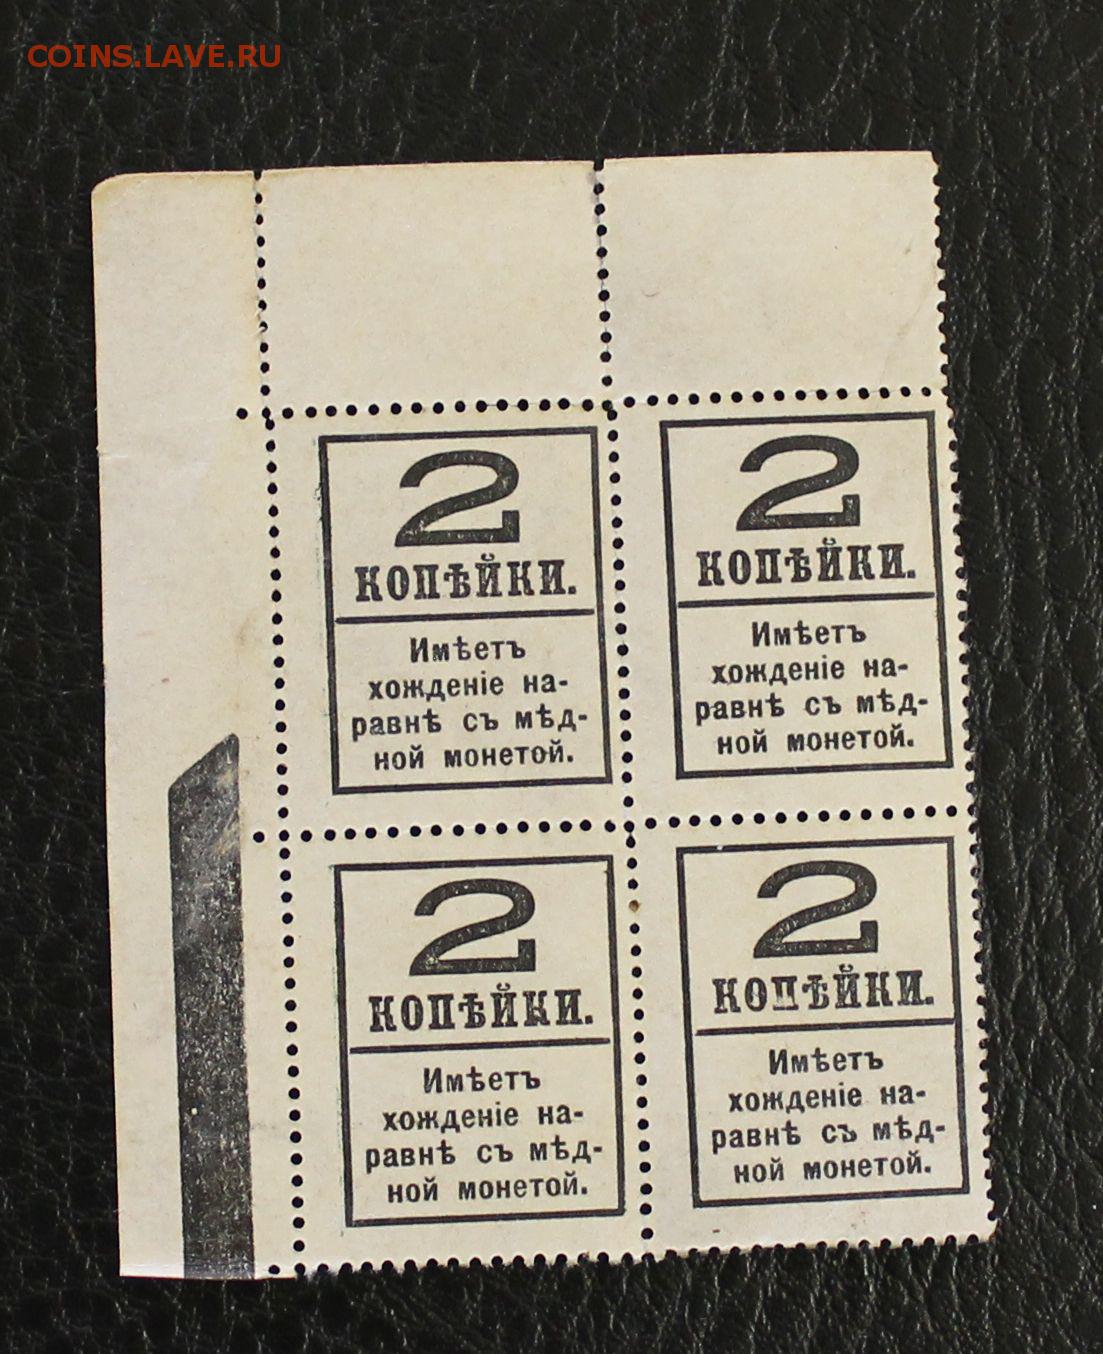 COINS.LAVE.RU
2
КОПѢЙКИ.
Имѣетъ
хожденіе на-
равнѣ съ мѣд-
ной монетой.
2
КОПѢЙКИ.
Имѣетъ
хожденіе на-
равнѣ съ мѣд-
ной монетой.
2
КОПѢЙКИ.
Имѣетъ
хожденіе на-
равнѣ съ мѣд-
ной монетой.
2
КОПѢЙКИ.
Имѣетъ
хожденіе на-
равнѣ съ мѣд-
ной монетой.